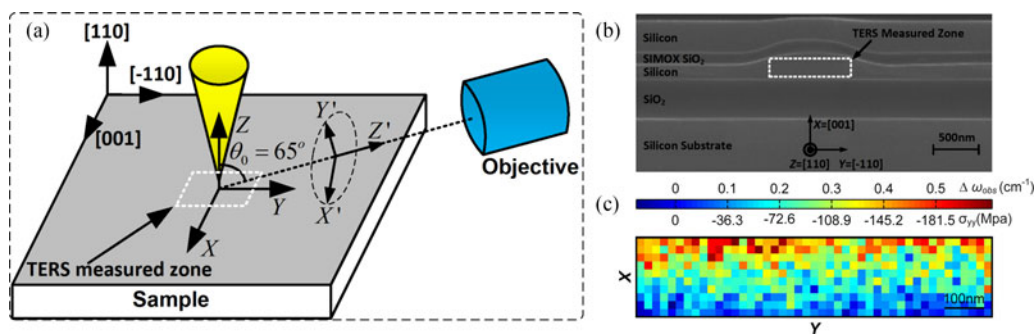 (a)
[110]
[-110]
[001]
Z
θ₀ = 65°
Y'
Z'
X'
Y
X
Objective
TERS measured zone
Sample
(b)
Silicon
TERS Measured Zone
SIMOX SiO₂
Silicon
SiO₂
X=[001]
Z=[110] Y=[-110]
Silicon Substrate
500nm
0 0.1 0.2 0.3 0.4 0.5 Δ ω_obs (cm⁻¹)
(c)
0 -36.3 -72.6 -108.9 -145.2 -181.5 σ_yy(Mpa)
X
100nm
Y